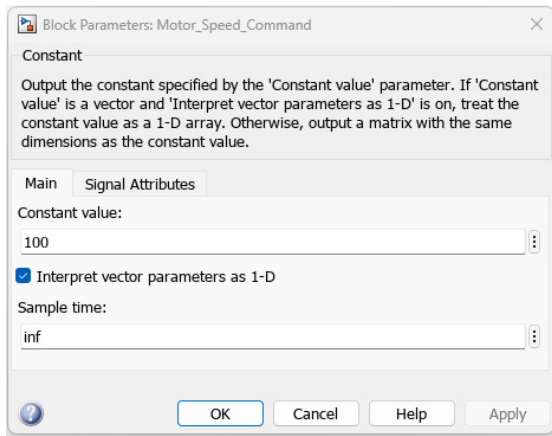 Block Parameters: Motor_Speed_Command
Constant
Output the constant specified by the 'Constant value' parameter. If 'Constant
value' is a vector and 'Interpret vector parameters as 1-D' is on, treat the
constant value as a 1-D array. Otherwise, output a matrix with the same
dimensions as the constant value.
Main Signal Attributes
Constant value:
100
Interpret vector parameters as 1-D
Sample time:
inf
OK Cancel Help Apply